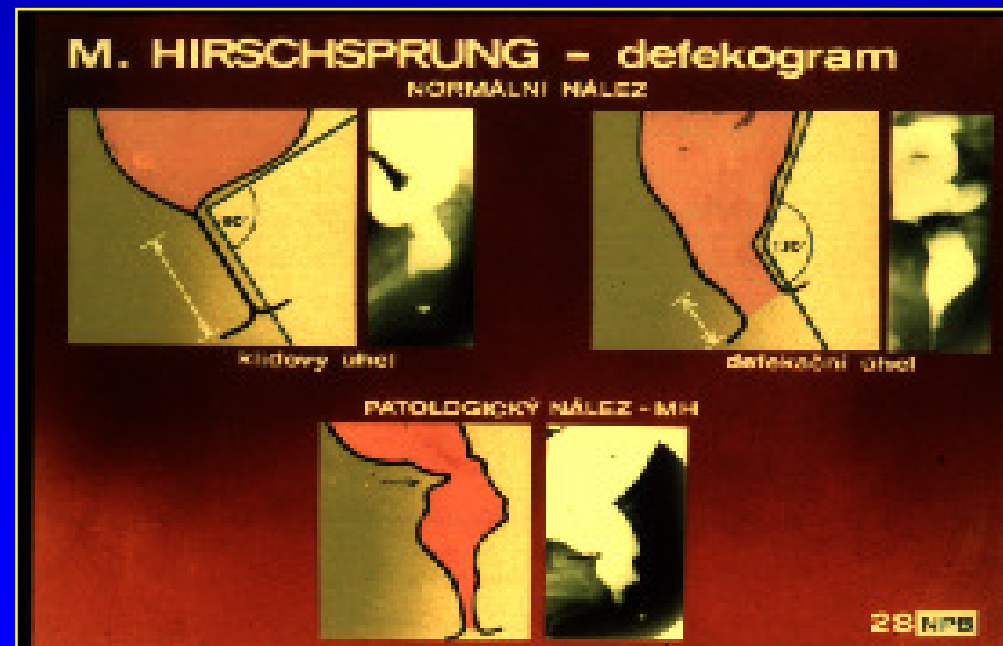 M. HIRSCHSPRUNG - defekogram
NORMÁLNÍ NÁLEZ
klidový úhel
defekační úhel
PATOLOGICKÝ NÁLEZ - MH
28 NPB